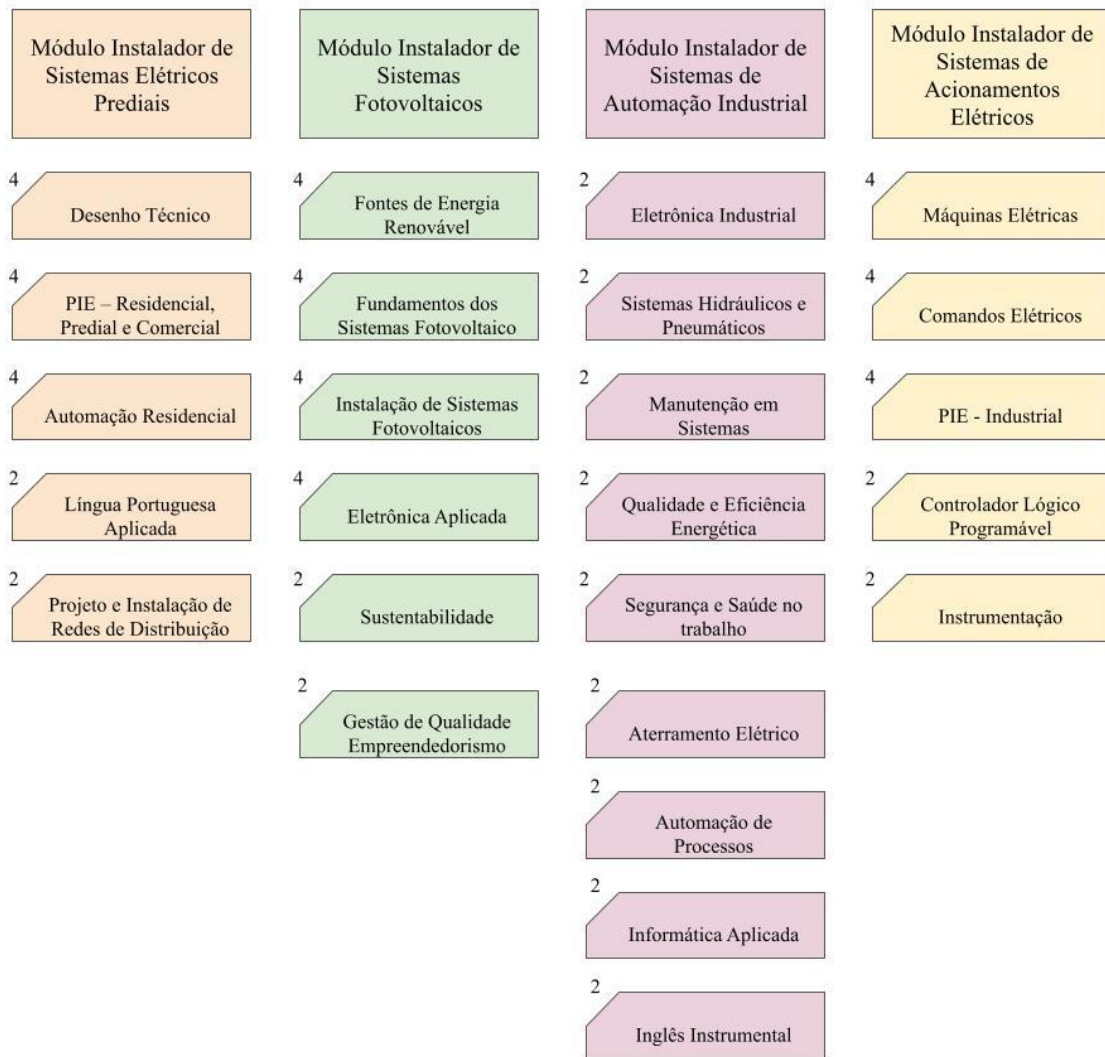 Módulo Instalador de
Sistemas Elétricos
Prediais
4
Desenho Técnico
4
PIE – Residencial,
Predial e Comercial
4
Automação Residencial
2
Língua Portuguesa
Aplicada
2
Projeto e Instalação de
Redes de Distribuição
Módulo Instalador de
Sistemas
Fotovoltaicos
4
Fontes de Energia
Renovável
4
Fundamentos dos
Sistemas Fotovoltaico
4
Instalação de Sistemas
Fotovoltaicos
4
Eletrônica Aplicada
2
Sustentabilidade
2
Gestão de Qualidade
Empreendedorismo
Módulo Instalador de
Sistemas de
Automação Industrial
2
Eletrônica Industrial
2
Sistemas Hidráulicos e
Pneumáticos
2
Manutenção em
Sistemas
2
Qualidade e Eficiência
Energética
2
Segurança e Saúde no
trabalho
2
Aterramento Elétrico
2
Automação de
Processos
2
Informática Aplicada
2
Inglês Instrumental
Módulo Instalador de
Sistemas de
Acionamentos
Elétricos
4
Máquinas Elétricas
4
Comandos Elétricos
4
PIE - Industrial
2
Controlador Lógico
Programável
2
Instrumentação